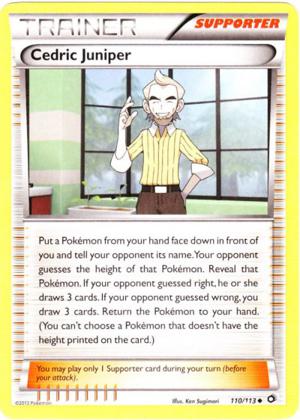 TRAINER
SUPPORTER
Cedric Juniper
Put a Pokémon from your hand face down in front of
you and tell your opponent its name. Your opponent
guesses the height of that Pokémon. Reveal that
Pokémon. If your opponent guessed right, he or she
draws 3 cards. If your opponent guessed wrong, you
draw 3 cards. Return the Pokémon to your hand.
(You can't choose a Pokémon that doesn't have the
height printed on the card.)
You may play only 1 Supporter card during your turn (before
your attack).
©2013 Pokémon
Illus. Ken Sugimori
110/113